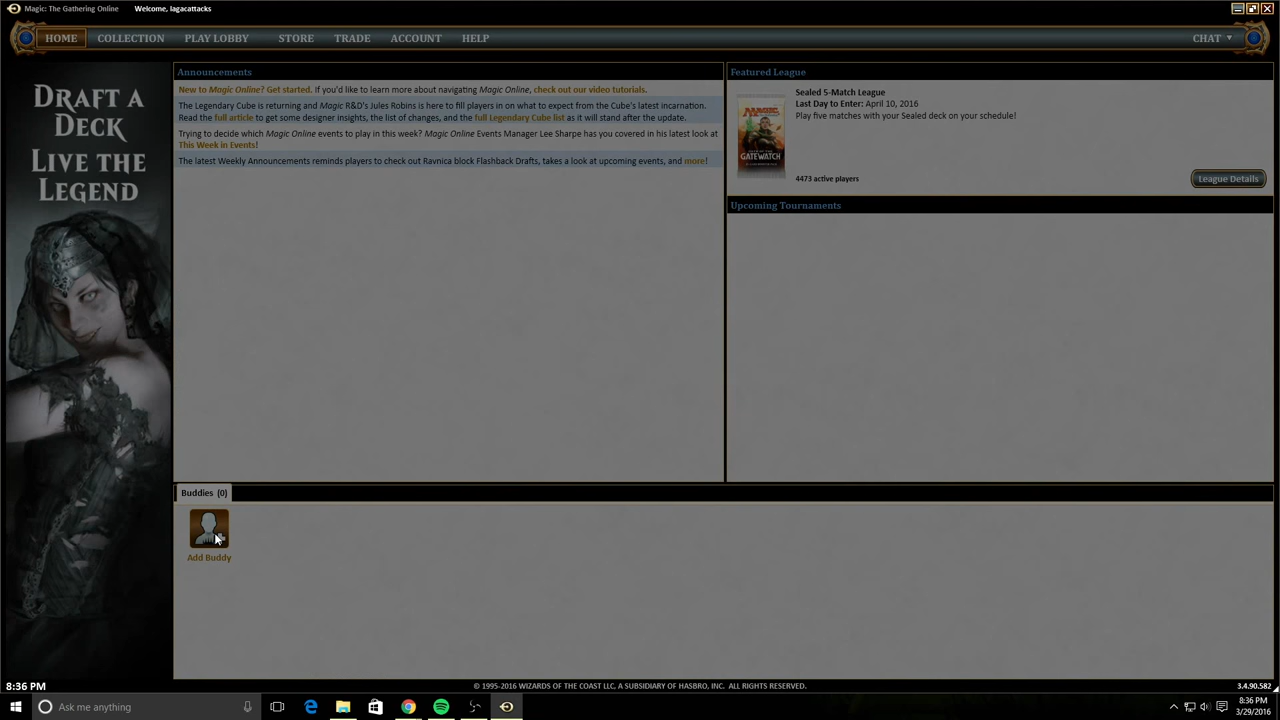 Magic: The Gathering Online
Welcome, lagacattacks
HOME COLLECTION PLAY LOBBY STORE TRADE ACCOUNT HELP CHAT
DRAFT A
DECK
LIVE THE
LEGEND
Announcements
New to Magic Online? Get started. If you'd like to learn more about navigating Magic Online, check out our video tutorials.
The Legendary Cube is returning and Magic R&D's Jules Robins is here to fill players in on what to expect from the Cube's latest incarnation.
Read the full article to get some designer insights, the list of changes, and the full Legendary Cube list as it will stand after the update.
Trying to decide which Magic Online events to play in this week? Magic Online Events Manager Lee Sharpe has you covered in his latest look at
This Week in Events!
The latest Weekly Announcements reminds players to check out Ravnica block Flashback Drafts, takes a look at upcoming events, and more!
Featured League
Sealed 5-Match League
Last Day to Enter: April 10, 2016
Play five matches with your Sealed deck on your schedule!
MAGIC
GATEWATCH
4473 active players
League Details
Upcoming Tournaments
Buddies (0)
Add Buddy
8:36 PM
© 1995-2016 WIZARDS OF THE COAST LLC, A SUBSIDIARY OF HASBRO, INC. ALL RIGHTS RESERVED.
3.4.90.582
Ask me anything
8:36 PM
3/29/2016